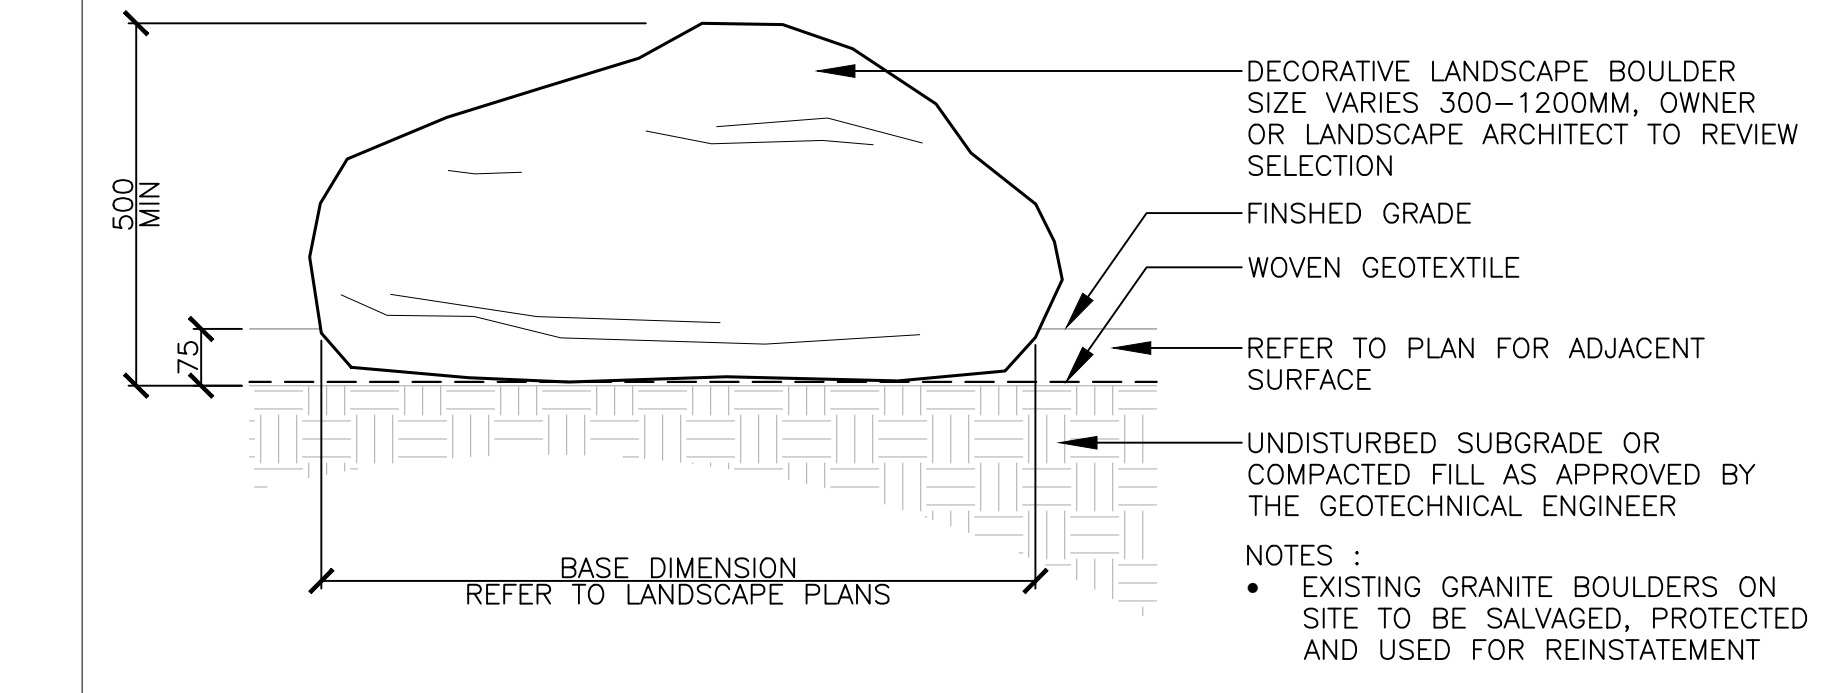 500
MIN
75
DECORATIVE LANDSCAPE BOULDER
SIZE VARIES 300-1200MM, OWNER
OR LANDSCAPE ARCHITECT TO REVIEW
SELECTION
FINSHED GRADE
WOVEN GEOTEXTILE
REFER TO PLAN FOR ADJACENT
SURFACE
UNDISTURBED SUBGRADE OR
COMPACTED FILL AS APPROVED BY
THE GEOTECHNICAL ENGINEER
BASE DIMENSION
REFER TO LANDSCAPE PLANS
NOTES :
• EXISTING GRANITE BOULDERS ON
SITE TO BE SALVAGED, PROTECTED
AND USED FOR REINSTATEMENT